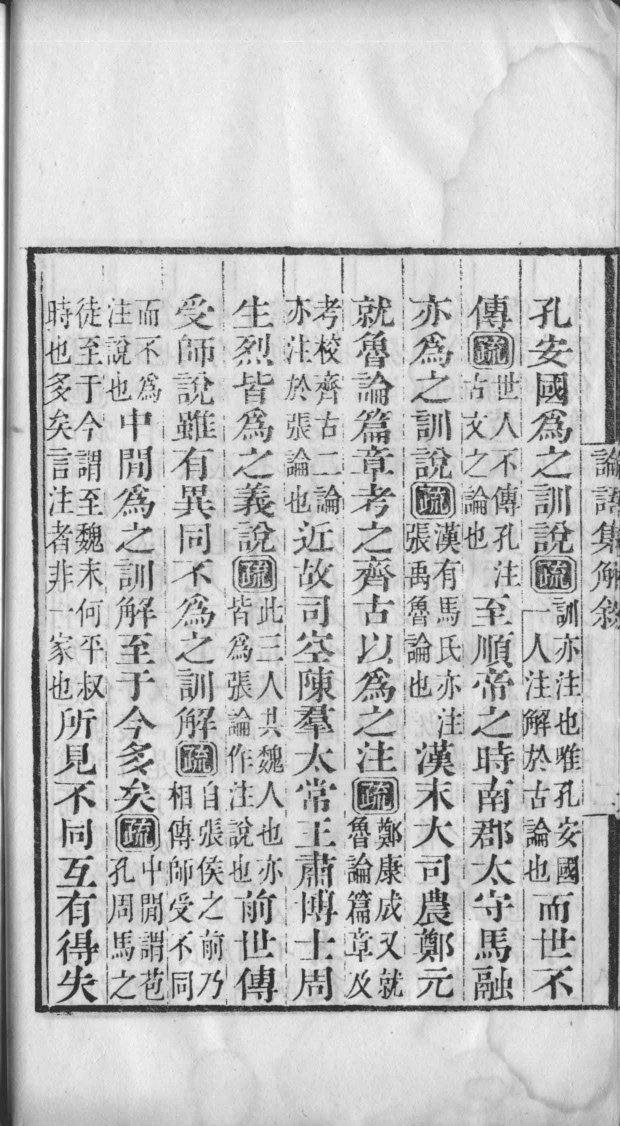 論語集解敘
孔安國爲之訓說疏訓亦注也唯孔安國一人注解於古論也而世不
傳疏世人不傳孔注古文之論也至順帝之時南郡太守馬融
亦爲之訓說疏漢有馬氏亦注張禹魯論也漢末大司農鄭元
就魯論篇章考之齊古以爲之注疏鄭康成又就魯論篇章及
考校齊古二論亦注於張論也近故司空陳羣太常王肅博士周
生烈皆爲之義說疏此三人共魏人也亦皆爲張論作注說也前世傳
受師說雖有異同不爲之訓解疏自張侯之前乃相傳師受不同
而不爲注說也中閒爲之訓解至于今多矣疏中閒謂苞孔周馬之
徒至于今謂至魏末何平叔時也多矣言注者非一家也所見不同互有得失